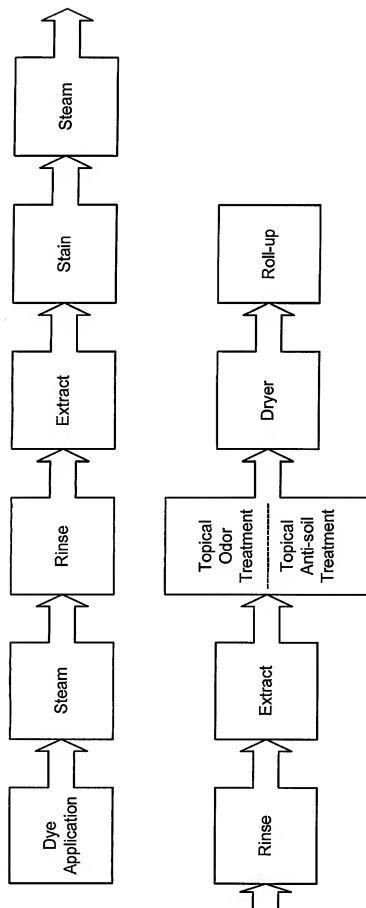 Dye
Application
Steam
Rinse
Extract
Stain
Steam
Rinse
Extract
Topical
Odor
Treatment
Topical
Anti-soil
Treatment
Dryer
Roll-up